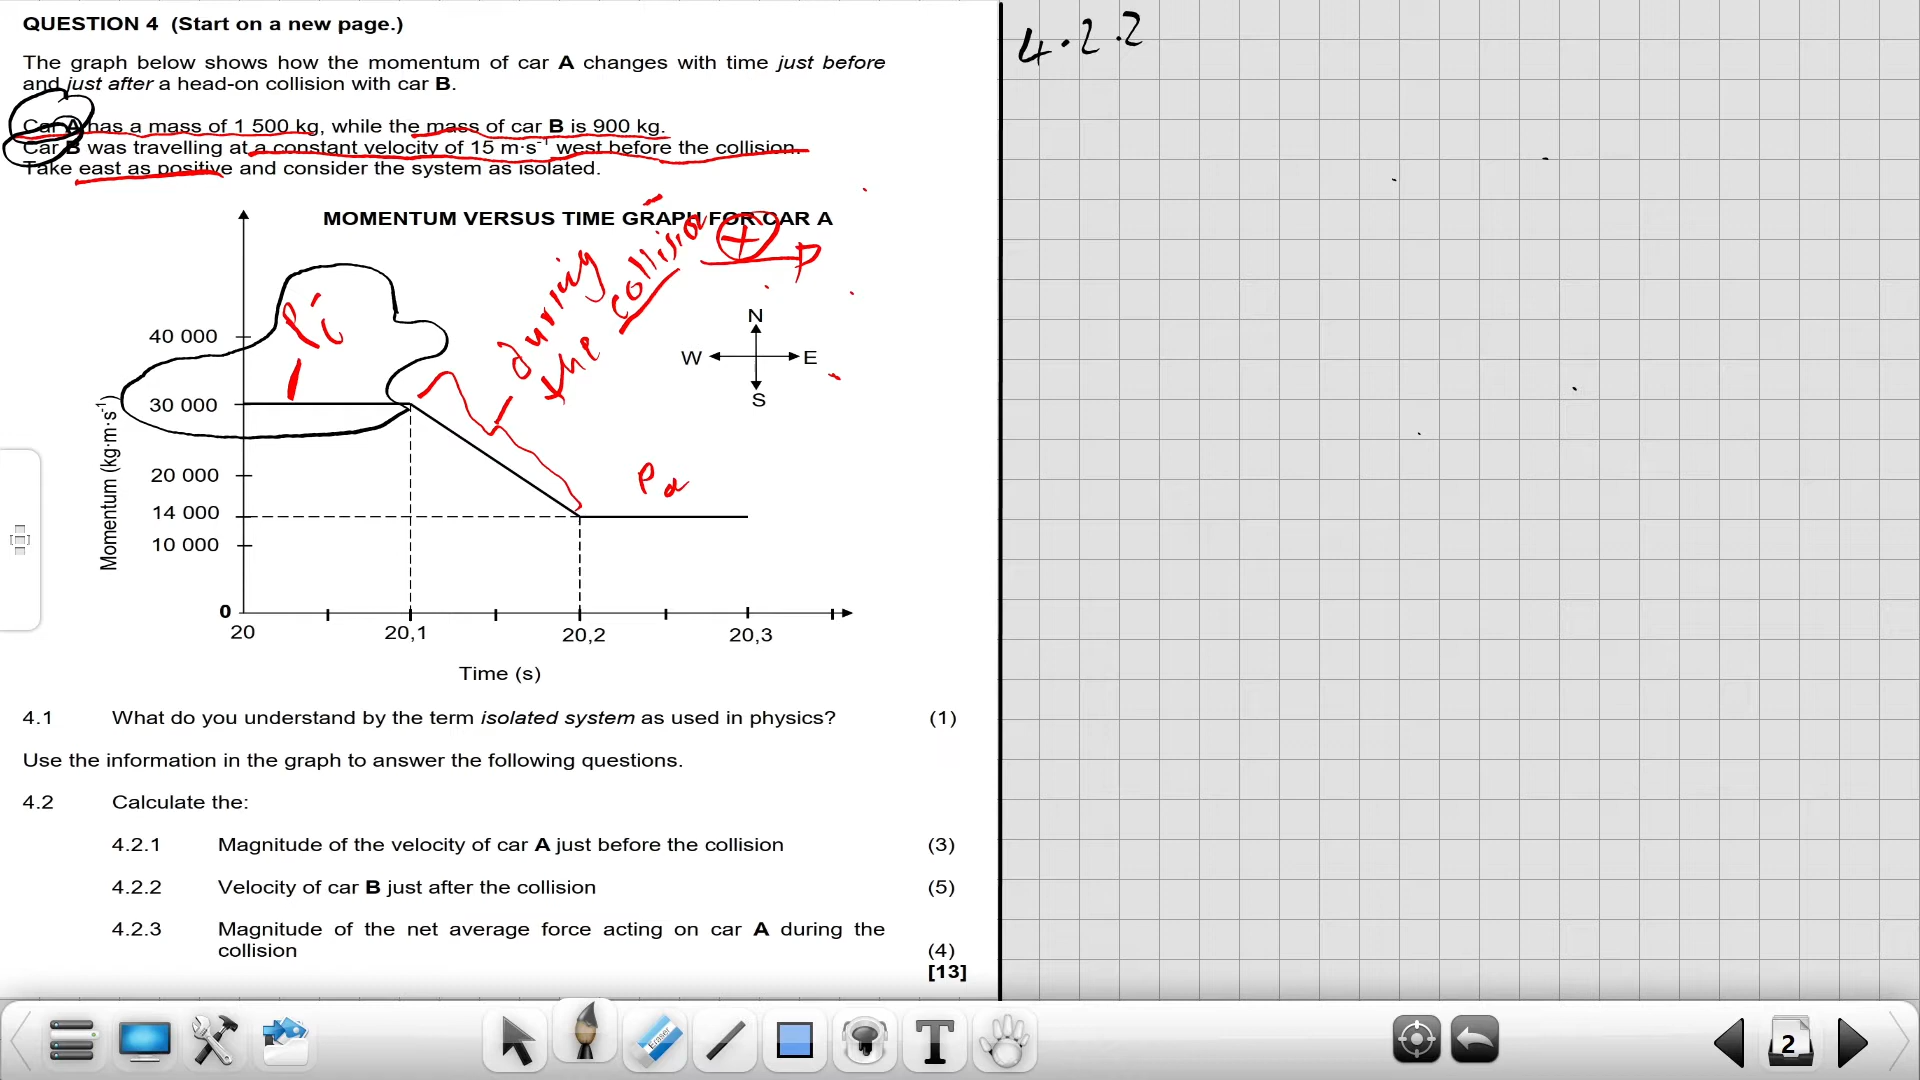 QUESTION 4 (Start on a new page.)
The graph below shows how the momentum of car A changes with time just before
and just after a head-on collision with car B.
Car A has a mass of 1 500 kg, while the mass of car B is 900 kg.
Car B was travelling at a constant velocity of 15 m·s⁻¹ west before the collision.
Take east as positive and consider the system as isolated.
MOMENTUM VERSUS TIME GRAPH FOR CAR A
+
during
the collision
Pi
Pa
N
W E
S
Momentum (kg·m·s⁻¹)
40 000
30 000
20 000
14 000
10 000
0
20 20,1 20,2 20,3
Time (s)
4.1 What do you understand by the term isolated system as used in physics? (1)
Use the information in the graph to answer the following questions.
4.2 Calculate the:
4.2.1 Magnitude of the velocity of car A just before the collision (3)
4.2.2 Velocity of car B just after the collision (5)
4.2.3 Magnitude of the net average force acting on car A during the
collision (4)
[13]
4.2.2
Eraser
T
2